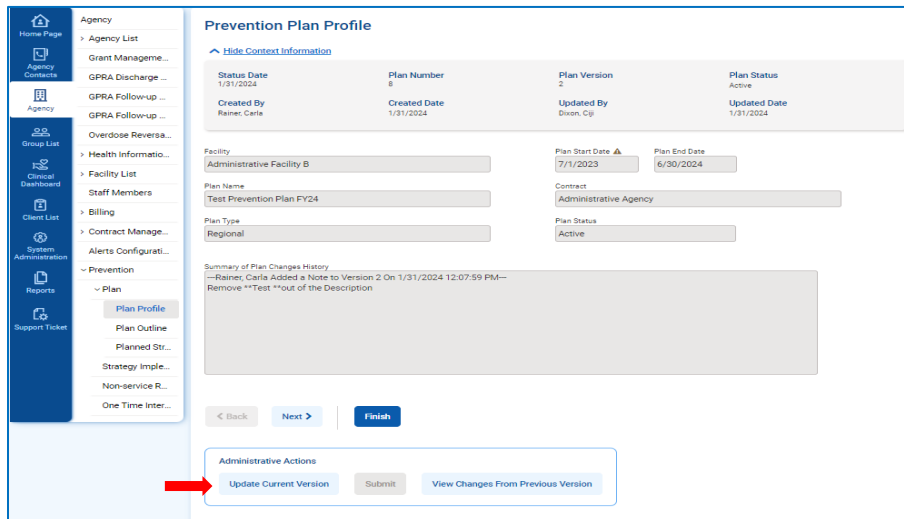 Home Page
Agency Contacts
Agency
Group List
Clinical Dashboard
Client List
System Administration
Reports
Support Ticket
Agency
Agency List
Grant Manageme...
GPRA Discharge ...
GPRA Follow-up ...
GPRA Follow-up ...
Overdose Reversa...
Health Informatio...
Facility List
Staff Members
Billing
Contract Manage...
Alerts Configurati...
Prevention
Plan
Plan Profile
Plan Outline
Planned Str...
Strategy Imple...
Non-service R...
One Time Inter...
Prevention Plan Profile
Hide Context Information
Status Date Plan Number Plan Version Plan Status
1/31/2024 8 2 Active
Created By Created Date Updated By Updated Date
Rainer, Carla 1/31/2024 Dixon, Ciji 1/31/2024
Facility Plan Start Date Plan End Date
Administrative Facility B 7/1/2023 6/30/2024
Plan Name Contract
Test Prevention Plan FY24 Administrative Agency
Plan Type Plan Status
Regional Active
Summary of Plan Changes History
---Rainer, Carla Added a Note to Version 2 On 1/31/2024 12:07:59 PM---
Remove **Test **out of the Description
Back Next Finish
Administrative Actions
Update Current Version Submit View Changes From Previous Version